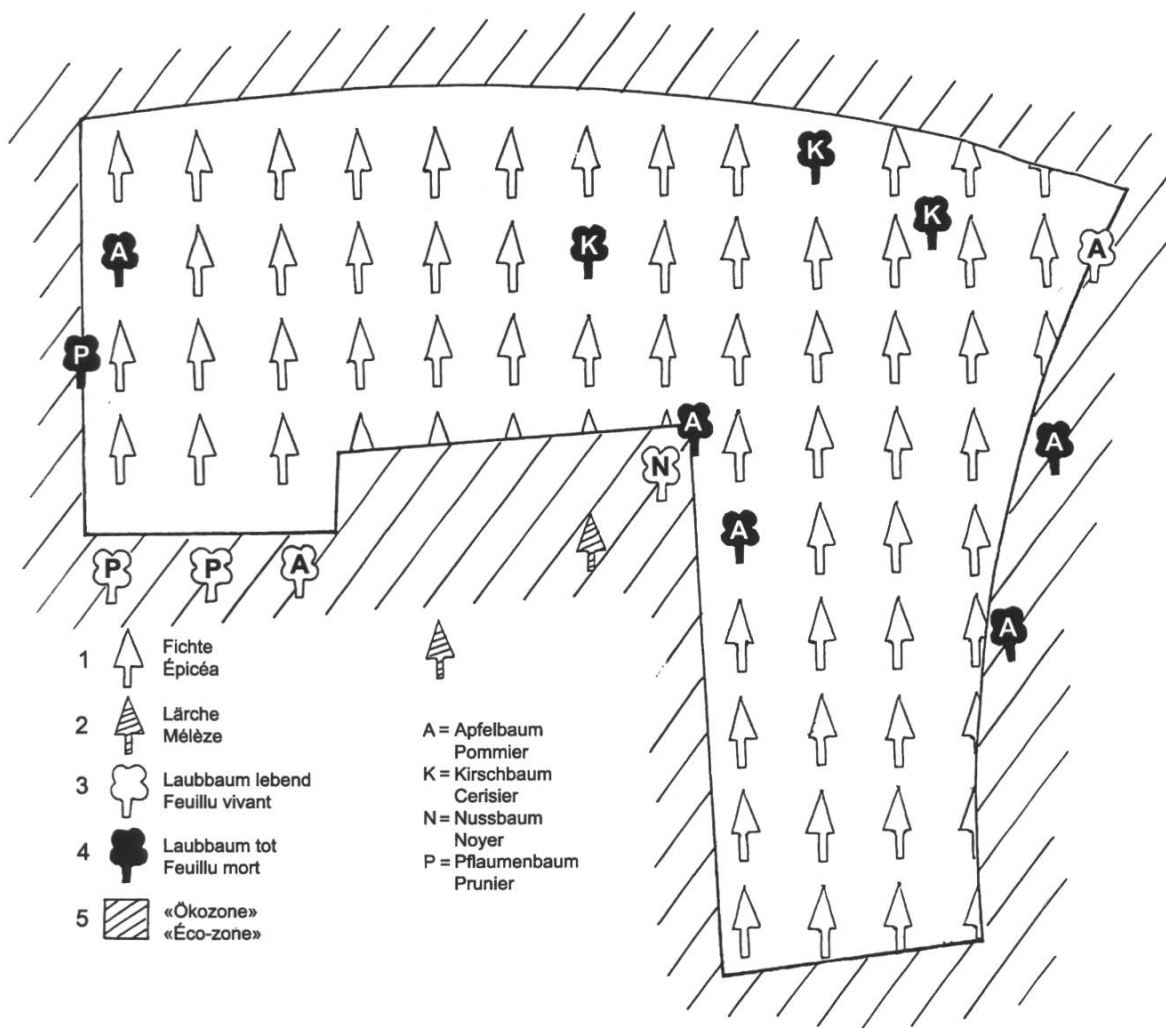 K
K
A
K
A
P
A
A
N
A
P
P
A
A
1 Fichte
Épicéa
2 Lärche
Mélèze
3 Laubbaum lebend
Feuillu vivant
4 Laubbaum tot
Feuillu mort
5 «Ökozone»
«Éco-zone»
A = Apfelbaum
Pommier
K = Kirschbaum
Cerisier
N = Nussbaum
Noyer
P = Pflaumenbaum
Prunier